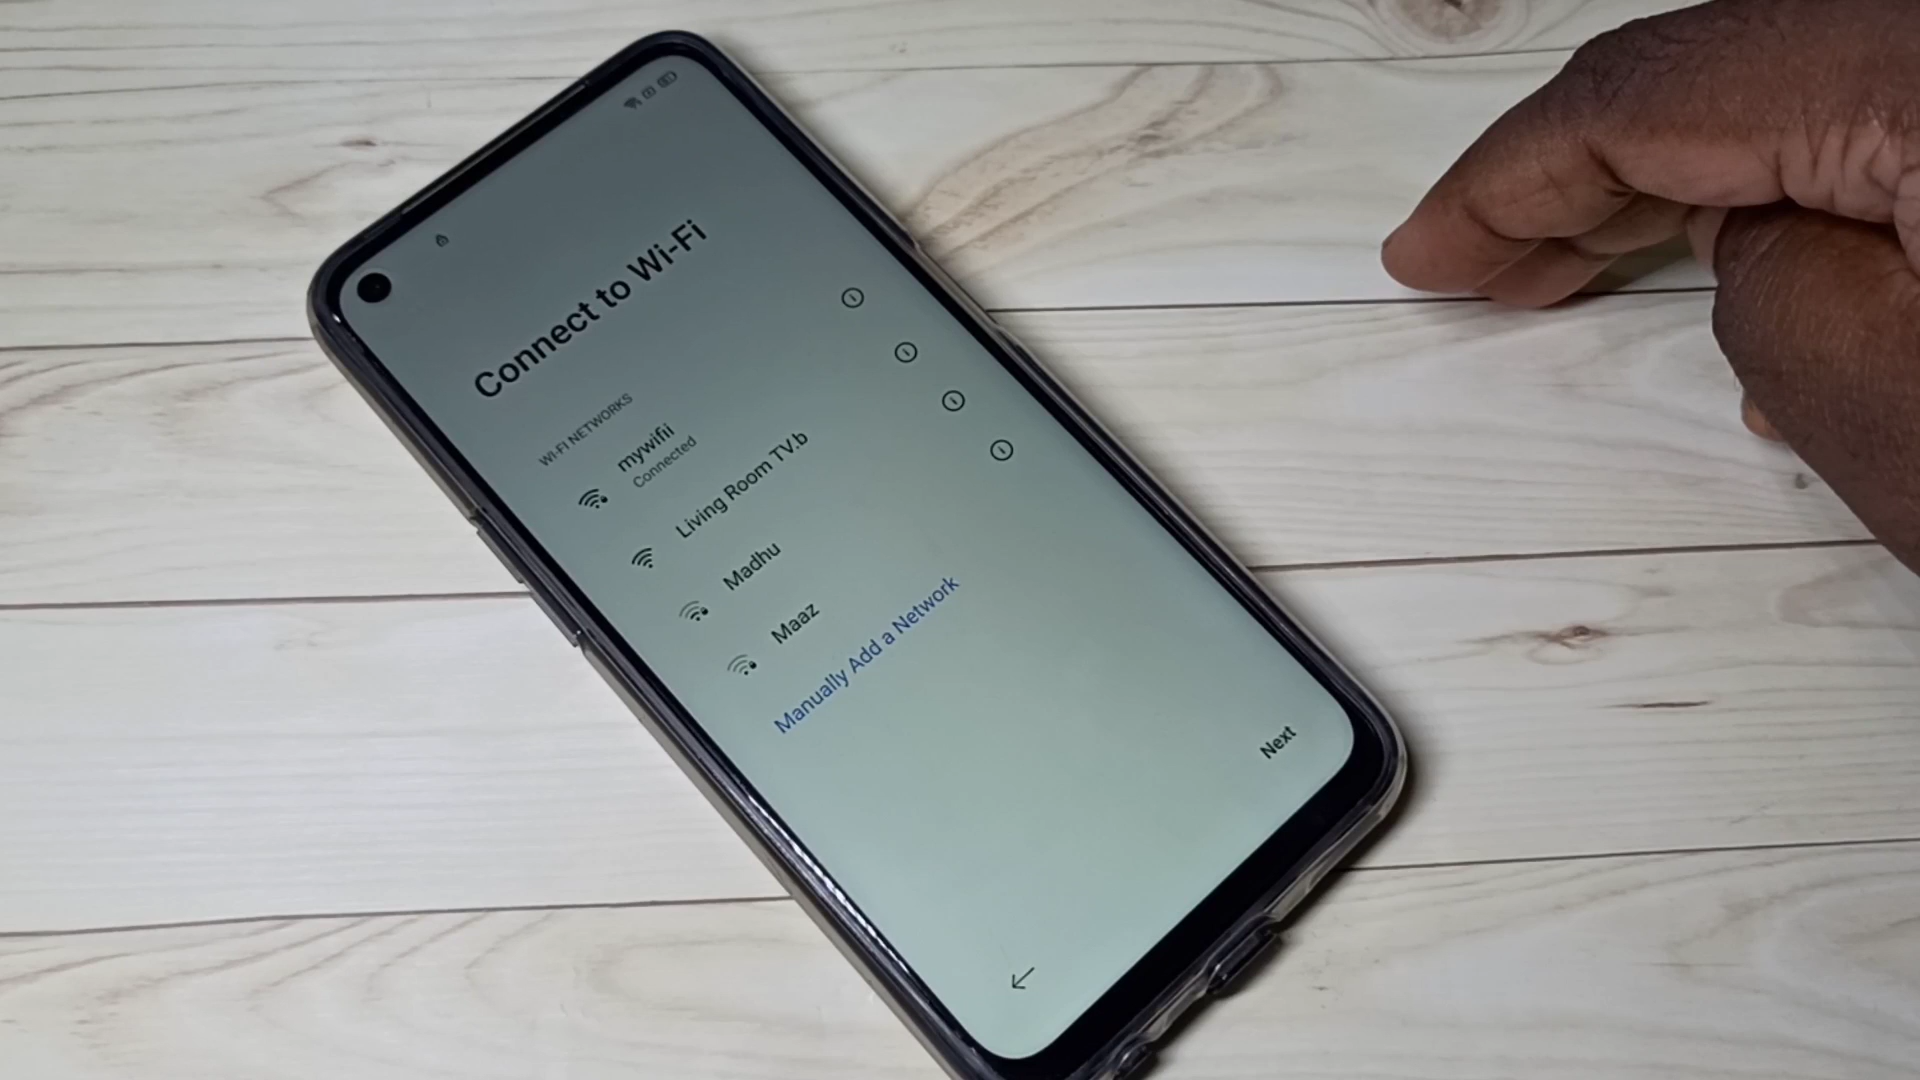 Connect to Wi-Fi
WI-FI NETWORKS
mywifii
Connected
Living Room TV.b
Madhu
Maaz
Manually Add a Network
Next